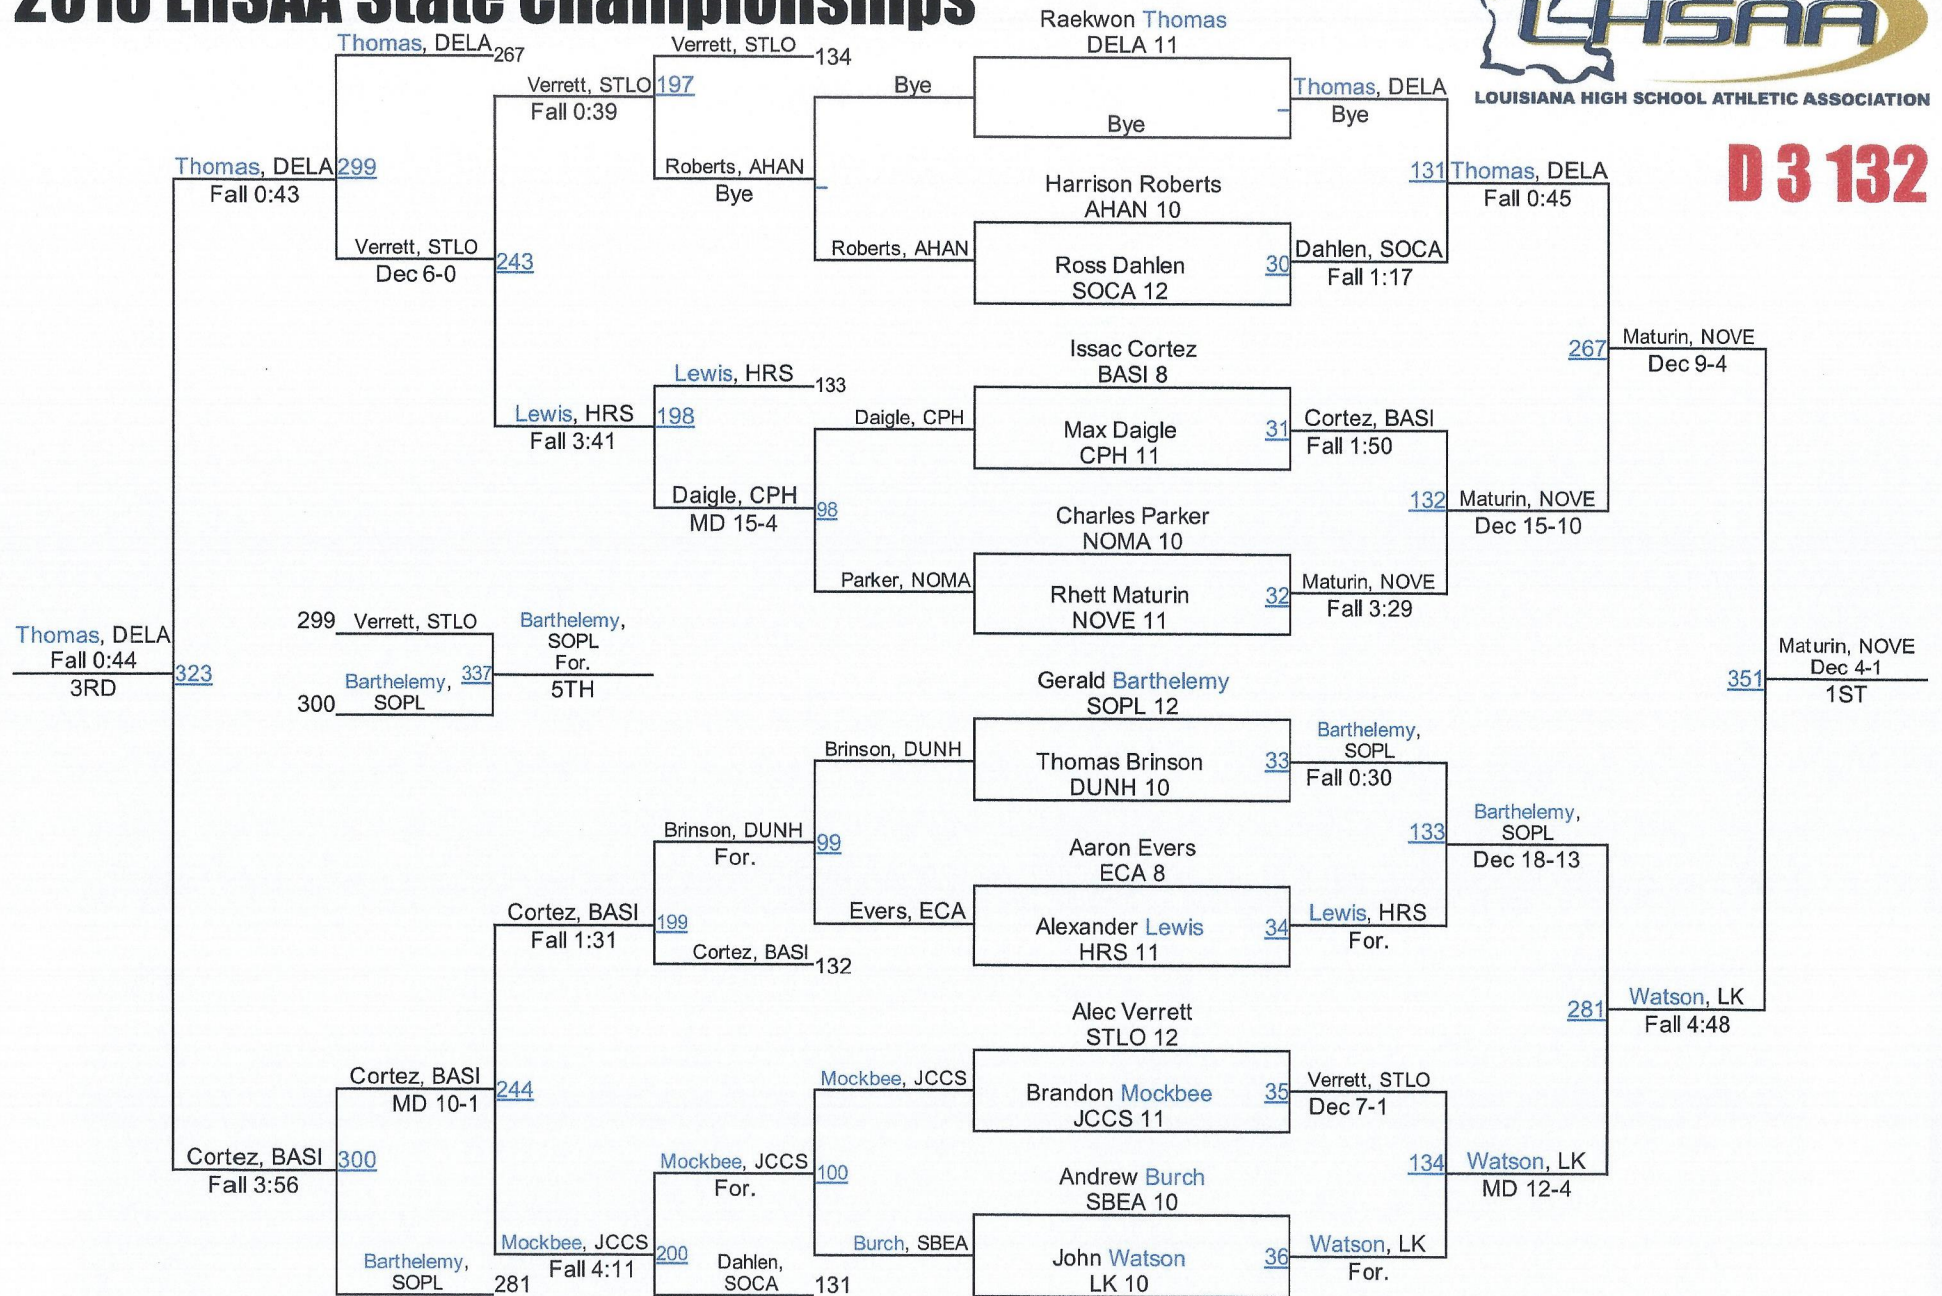 2016 LHSAA State Championships
LHSAA
LOUISIANA HIGH SCHOOL ATHLETIC ASSOCIATION
D 3 132
Thomas, DELA
267
Thomas, DELA
299
Fall 0:43
Verrett, STLO
Dec 6-0
243
Verrett, STLO
197
Fall 0:39
Verrett, STLO
134
Roberts, AHAN
Bye
-
Bye
Roberts, AHAN
Lewis, HRS
198
Fall 3:41
Lewis, HRS
133
Daigle, CPH
MD 15-4
98
Daigle, CPH
Parker, NOMA
Thomas, DELA
Fall 0:44
3RD
323
299
Verrett, STLO
Barthelemy,
SOPL
300
337
Barthelemy,
SOPL
For.
5TH
Brinson, DUNH
Brinson, DUNH
For.
99
Evers, ECA
Cortez, BASI
Fall 1:31
199
Cortez, BASI
132
Cortez, BASI
MD 10-1
244
Cortez, BASI
Fall 3:56
300
Barthelemy,
SOPL
281
Mockbee, JCCS
Fall 4:11
200
Mockbee, JCCS
For.
100
Mockbee, JCCS
Burch, SBEA
Dahlen,
SOCA
131
Raekwon Thomas
DELA 11
Bye
-
Harrison Roberts
AHAN 10
Ross Dahlen
SOCA 12
30
Issac Cortez
BASI 8
Max Daigle
CPH 11
31
Charles Parker
NOMA 10
Rhett Maturin
NOVE 11
32
Gerald Barthelemy
SOPL 12
Thomas Brinson
DUNH 10
33
Aaron Evers
ECA 8
Alexander Lewis
HRS 11
34
Alec Verrett
STLO 12
Brandon Mockbee
JCCS 11
35
Andrew Burch
SBEA 10
John Watson
LK 10
36
Thomas, DELA
Bye
131
Dahlen, SOCA
Fall 1:17
Cortez, BASI
Fall 1:50
132
Maturin, NOVE
Fall 3:29
Barthelemy,
SOPL
Fall 0:30
133
Lewis, HRS
For.
Verrett, STLO
Dec 7-1
134
Watson, LK
For.
Thomas, DELA
Fall 0:45
267
Maturin, NOVE
Dec 15-10
Barthelemy,
SOPL
Dec 18-13
281
Watson, LK
MD 12-4
Maturin, NOVE
Dec 9-4
351
Watson, LK
Fall 4:48
Maturin, NOVE
Dec 4-1
1ST